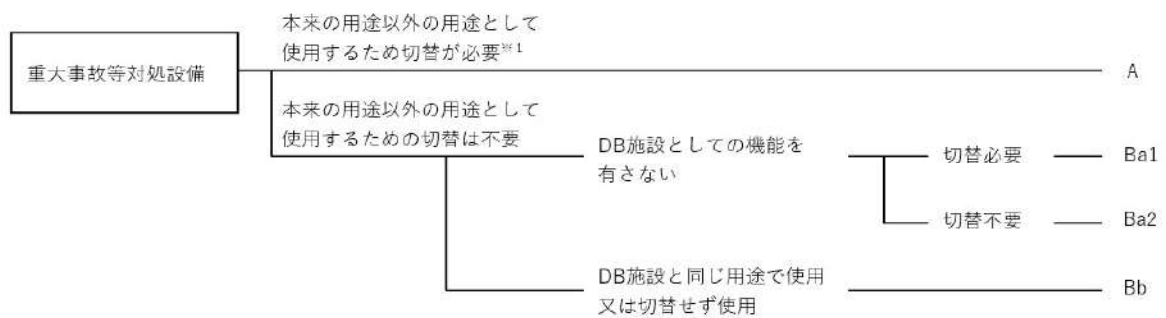 本来の用途以外の用途として
使用するため切替が必要※1
重大事故等対処設備
A
本来の用途以外の用途として
使用するための切替は不要
DB施設としての機能を
有さない
切替必要
Ba1
切替不要
Ba2
DB施設と同じ用途で使用
又は切替せず使用
Bb